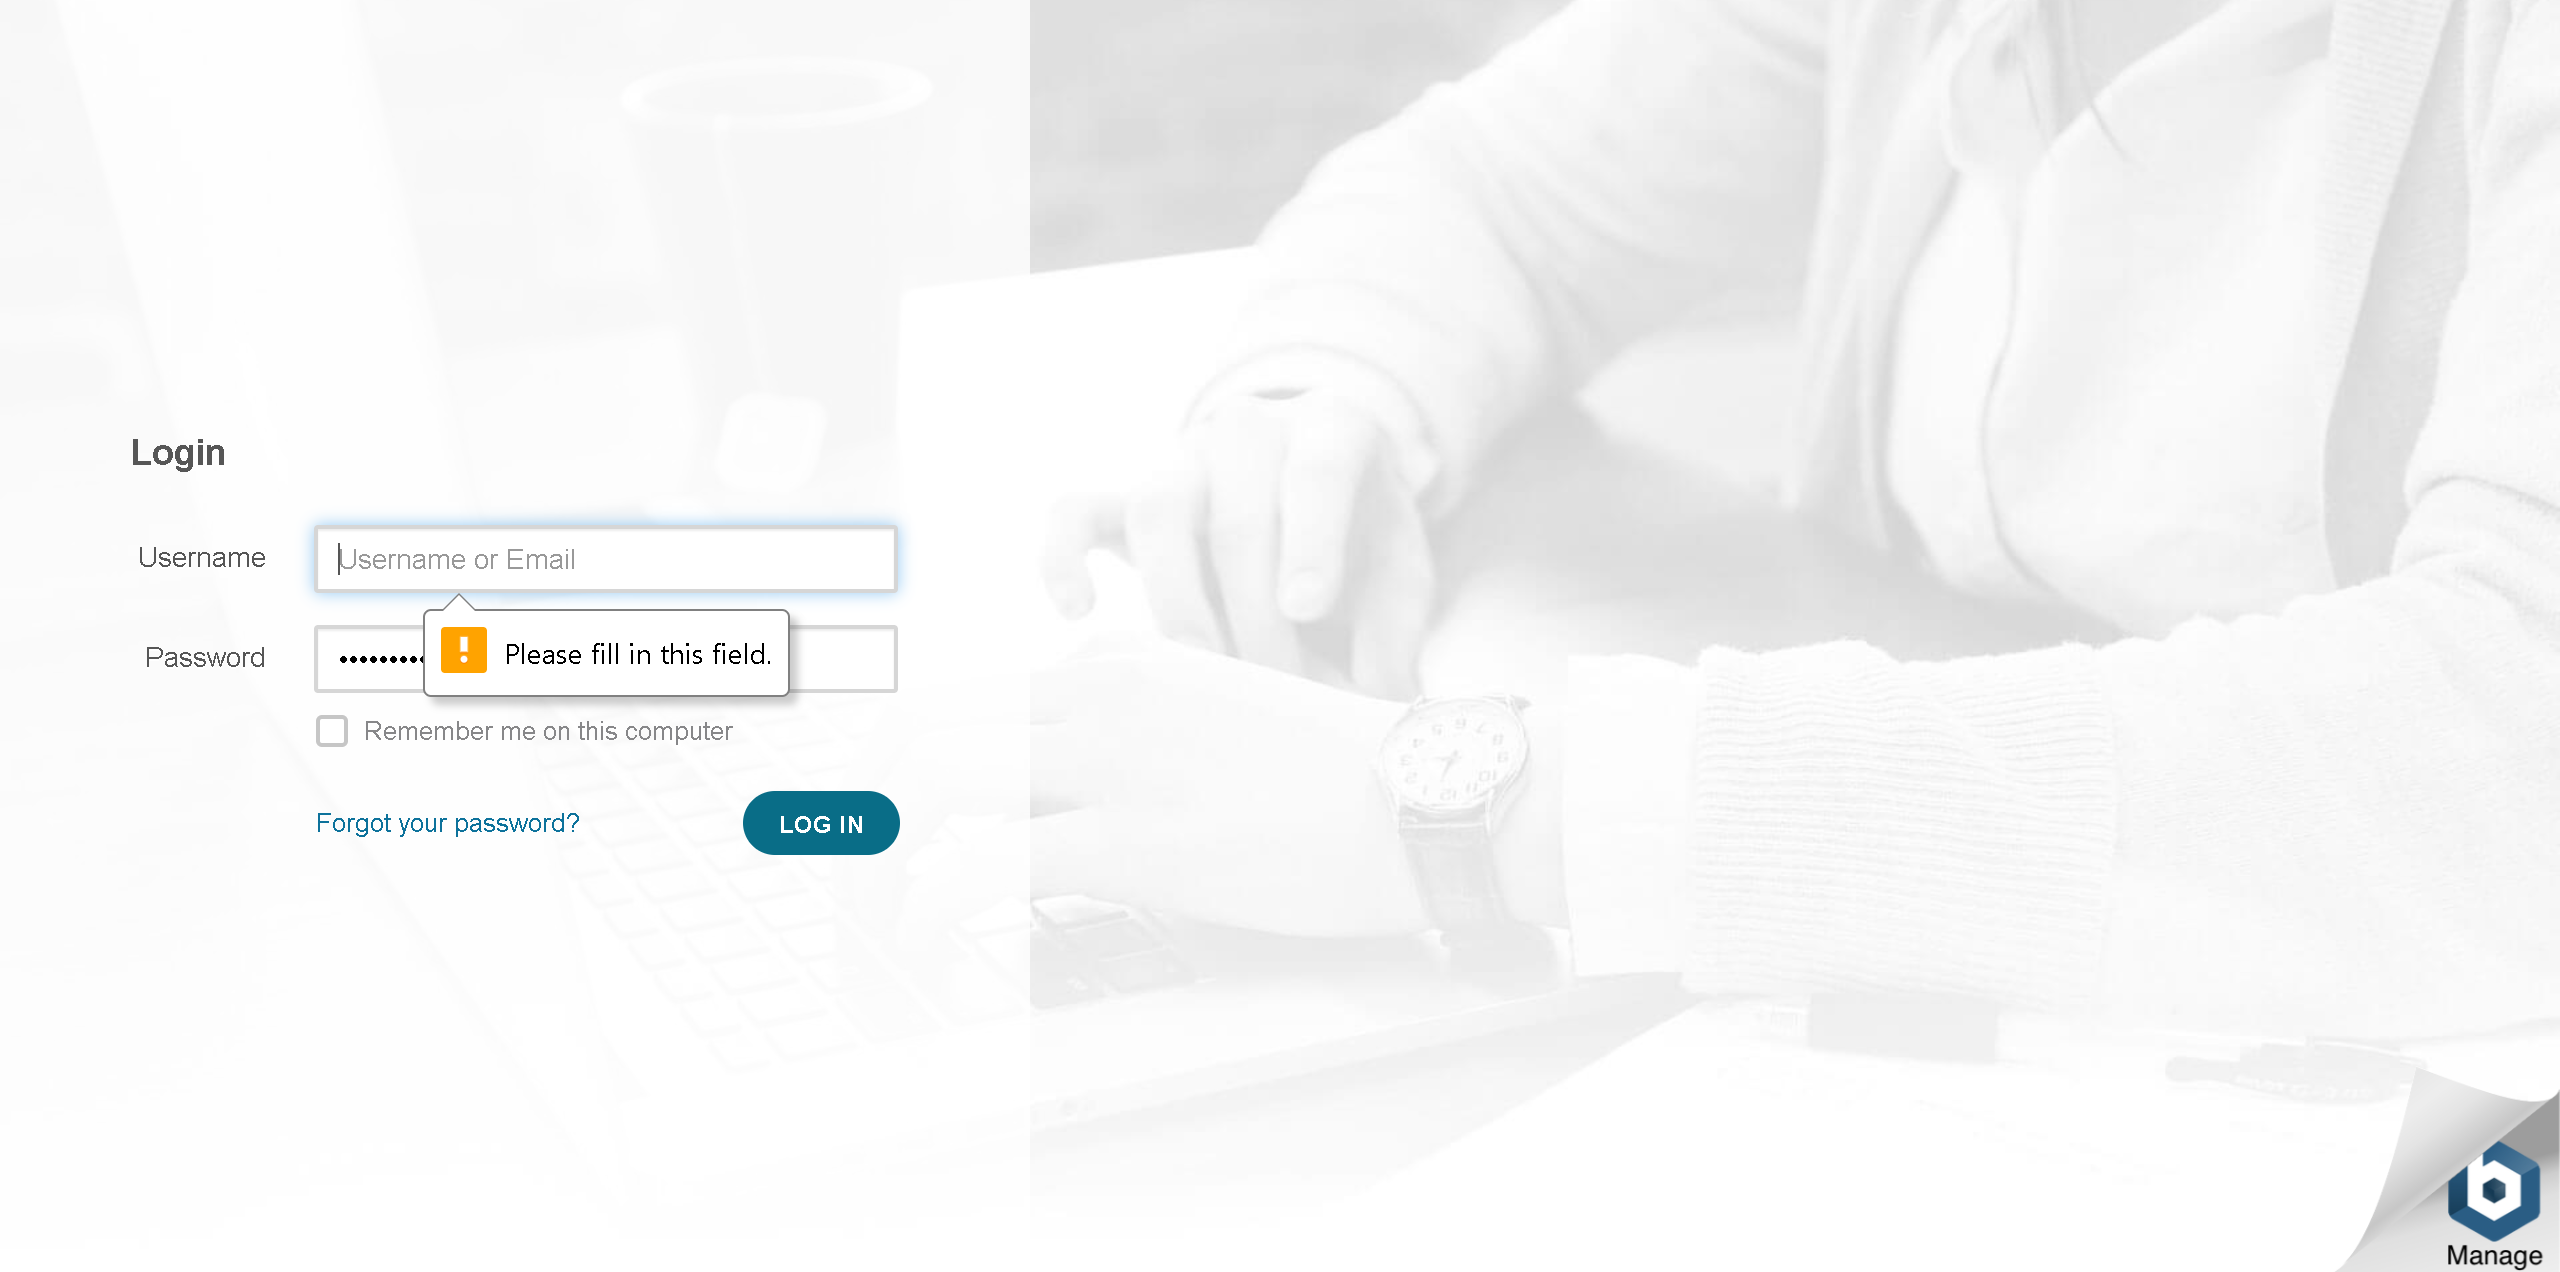 Login
Username
Username or Email
Please fill in this field.
Password
•••••••••
Remember me on this computer
Forgot your password?
LOG IN
b
Manage